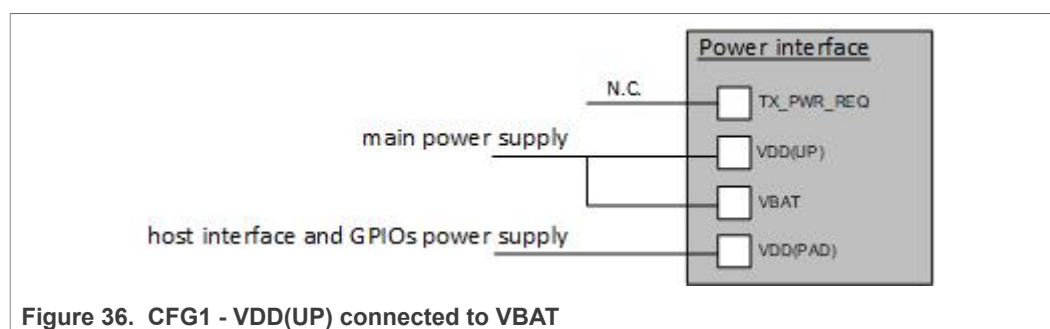 Power interface
N.C.
TX_PWR_REQ
main power supply
VDD(UP)
VBAT
host interface and GPIOs power supply
VDD(PAD)
Figure 36. CFG1 - VDD(UP) connected to VBAT